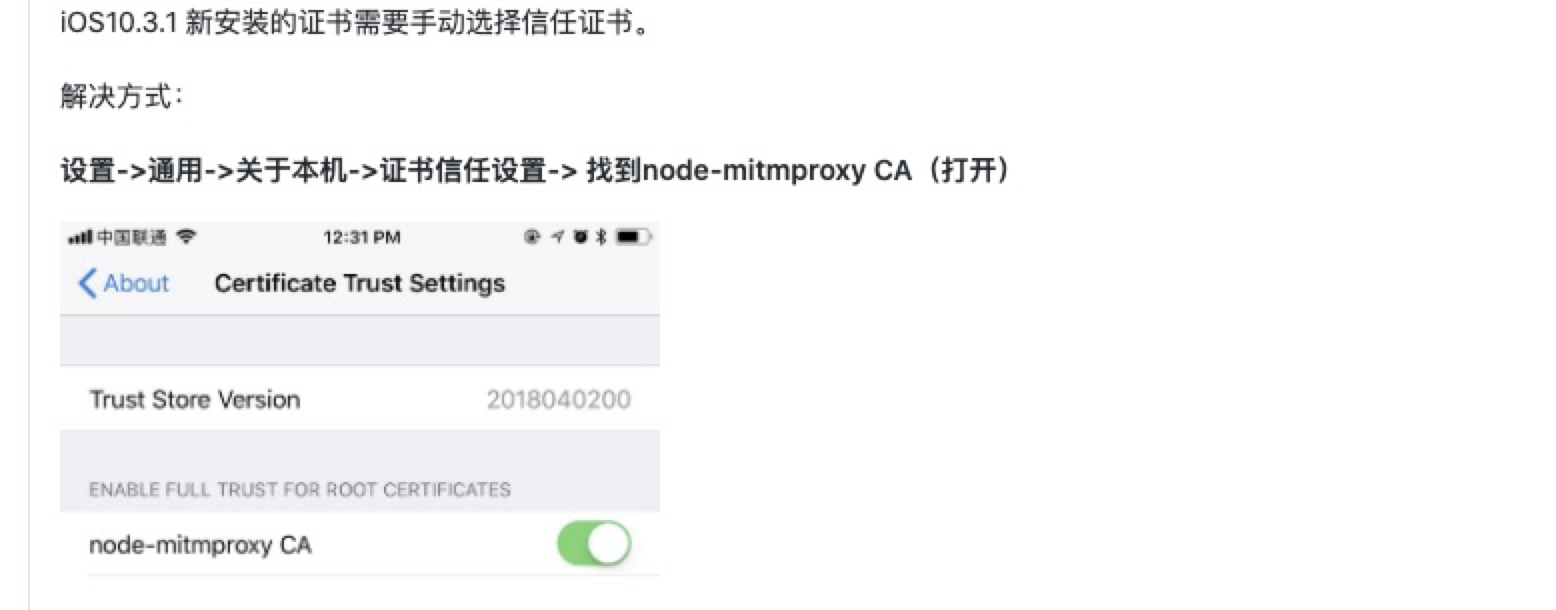 iOS10.3.1 新安装的证书需要手动选择信任证书。
解决方式：
设置->通用->关于本机->证书信任设置-> 找到node-mitmproxy CA（打开）
中国联通 12:31 PM
About Certificate Trust Settings
Trust Store Version 2018040200
ENABLE FULL TRUST FOR ROOT CERTIFICATES
node-mitmproxy CA